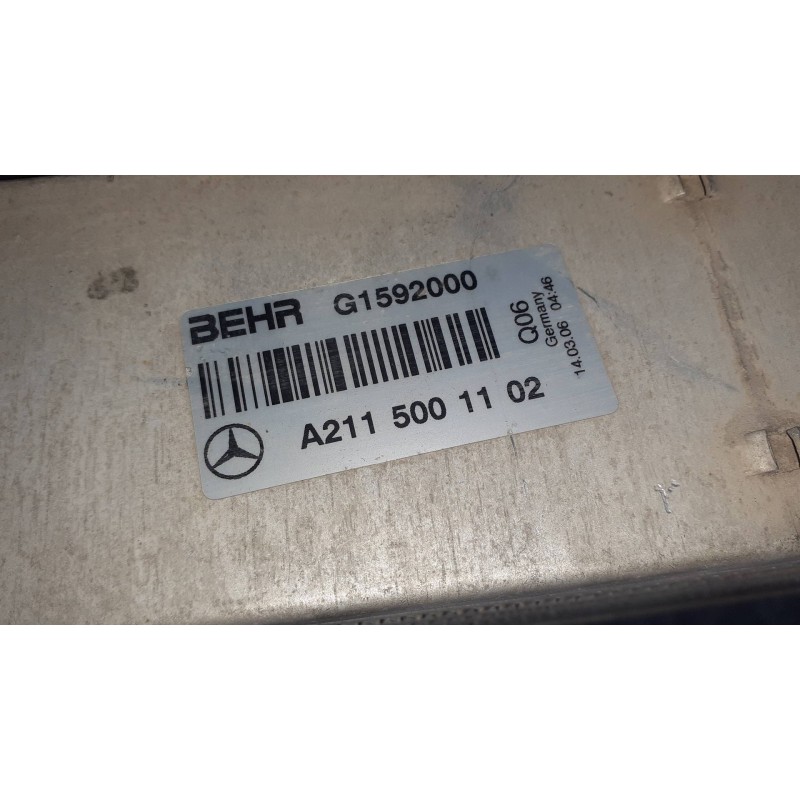 BEHR G1592000
A211 500 11 02
Q06
Germany
14.03.06 04:46